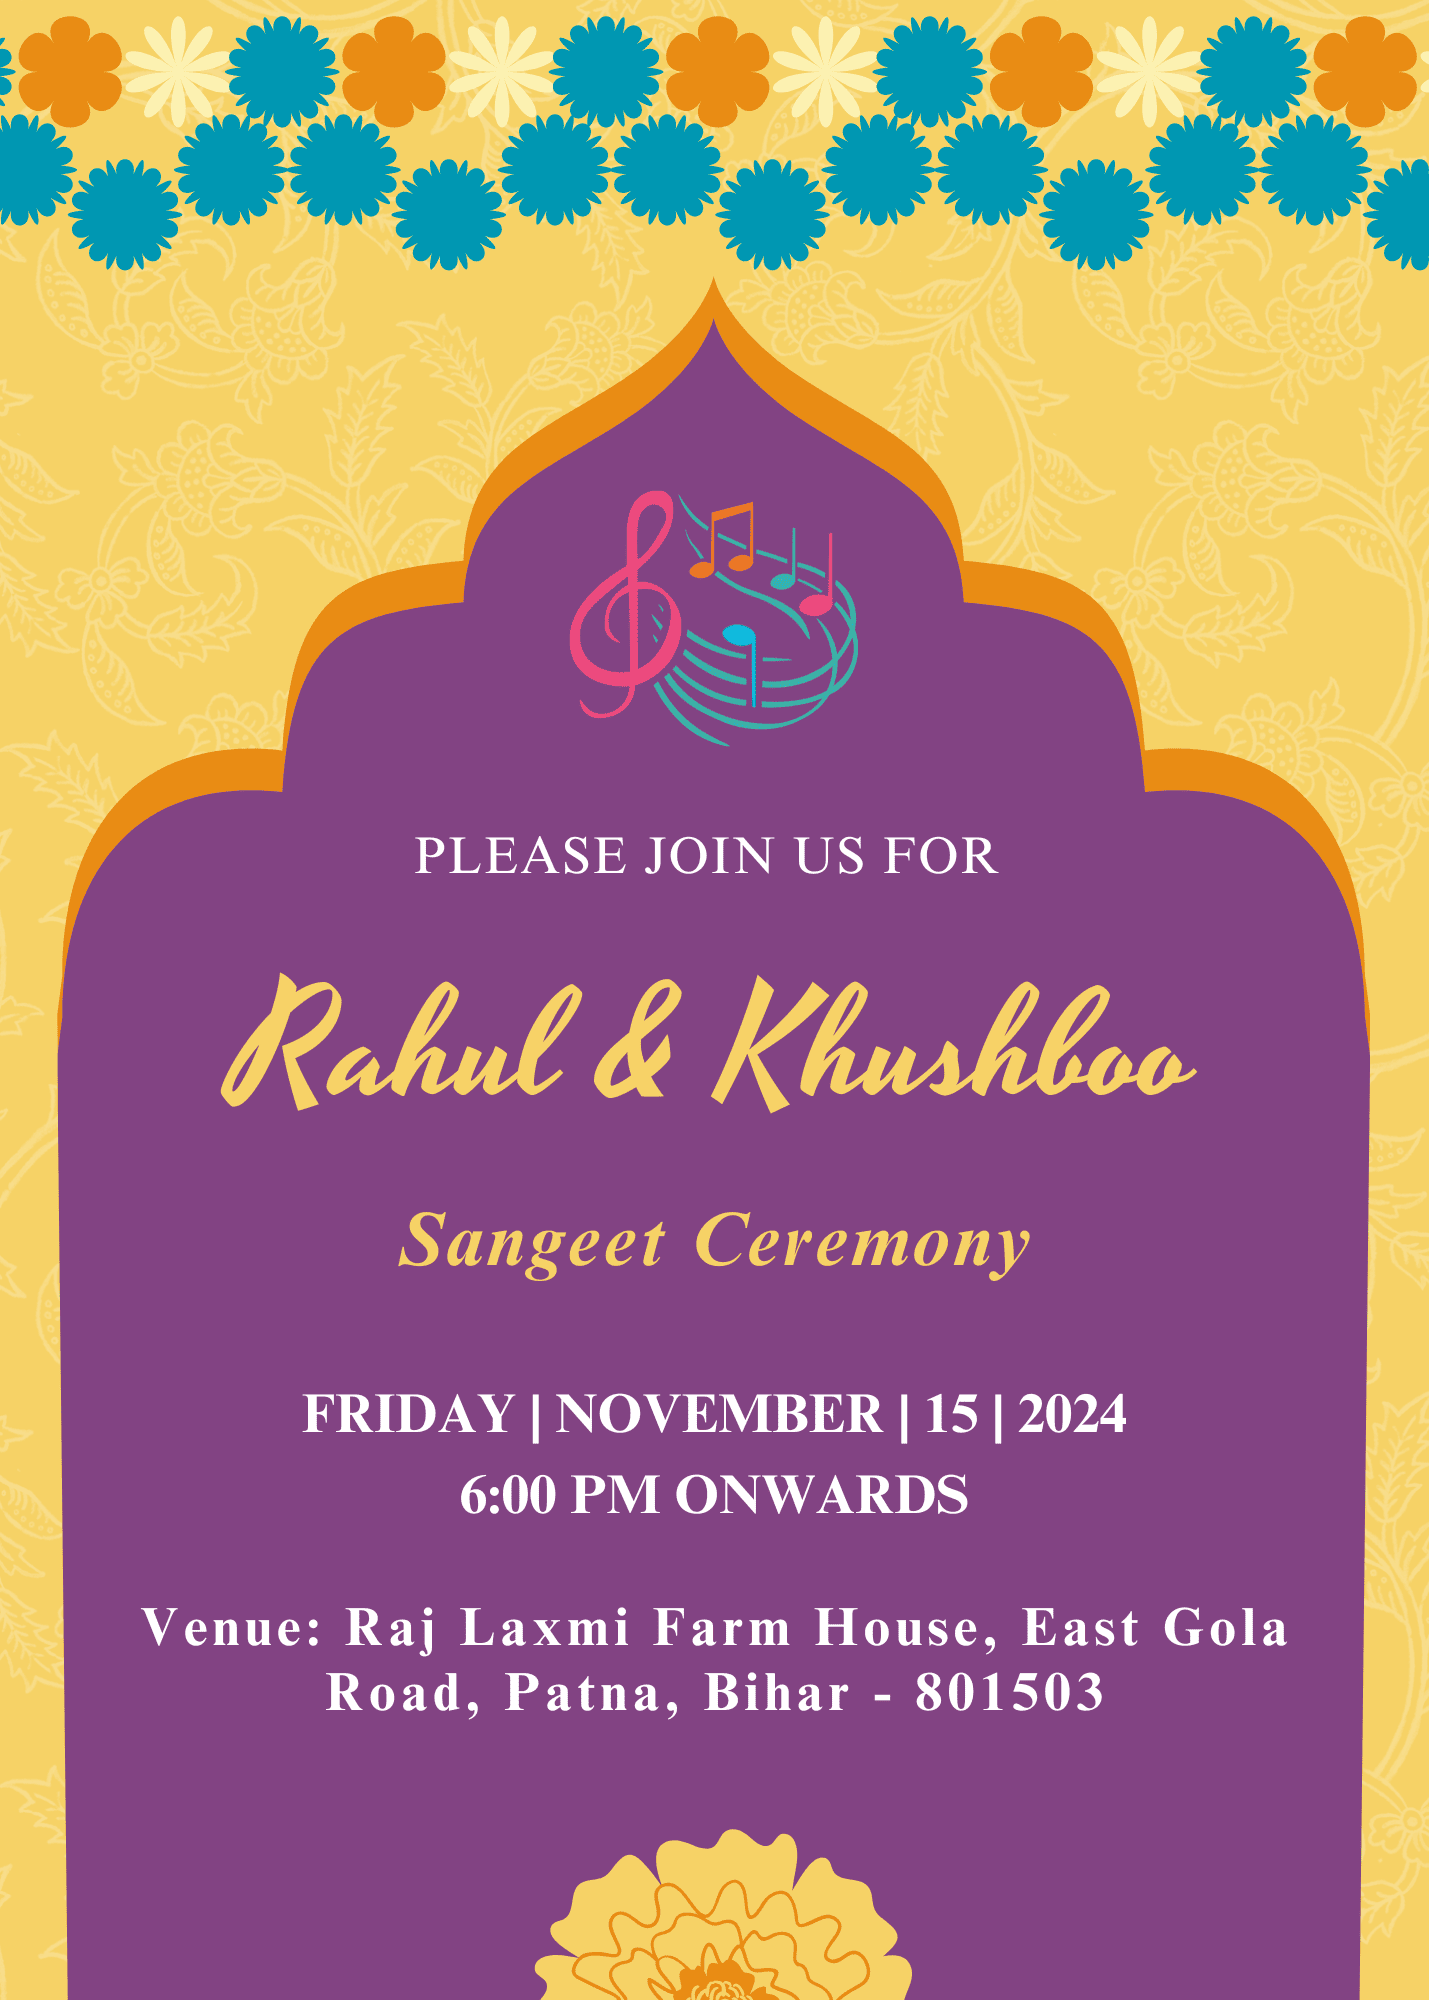 PLEASE JOIN US FOR
Rahul & Khushboo
Sangeet Ceremony
FRIDAY | NOVEMBER | 15 | 2024
6:00 PM ONWARDS
Venue: Raj Laxmi Farm House, East Gola
Road, Patna, Bihar - 801503